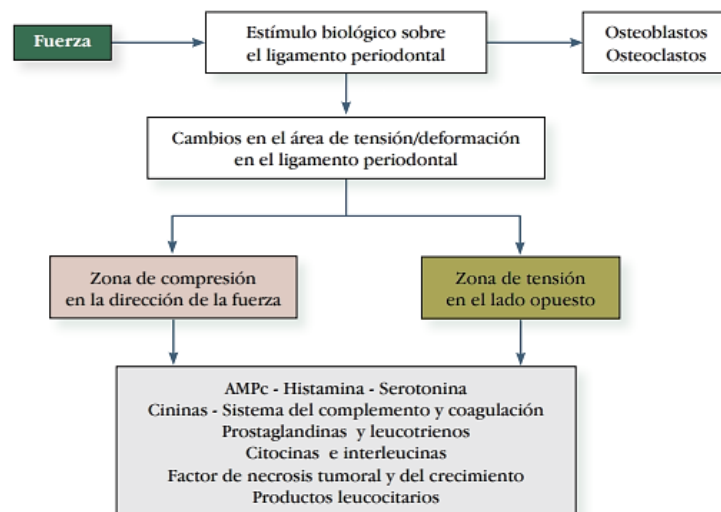 Fuerza
Estímulo biológico sobre
el ligamento periodontal
Osteoblastos
Osteoclastos
Cambios en el área de tensión/deformación
en el ligamento periodontal
Zona de compresión
en la dirección de la fuerza
Zona de tensión
en el lado opuesto
AMPc - Histamina - Serotonina
Cininas - Sistema del complemento y coagulación
Prostaglandinas y leucotrienos
Citocinas e interleucinas
Factor de necrosis tumoral y del crecimiento
Productos leucocitarios